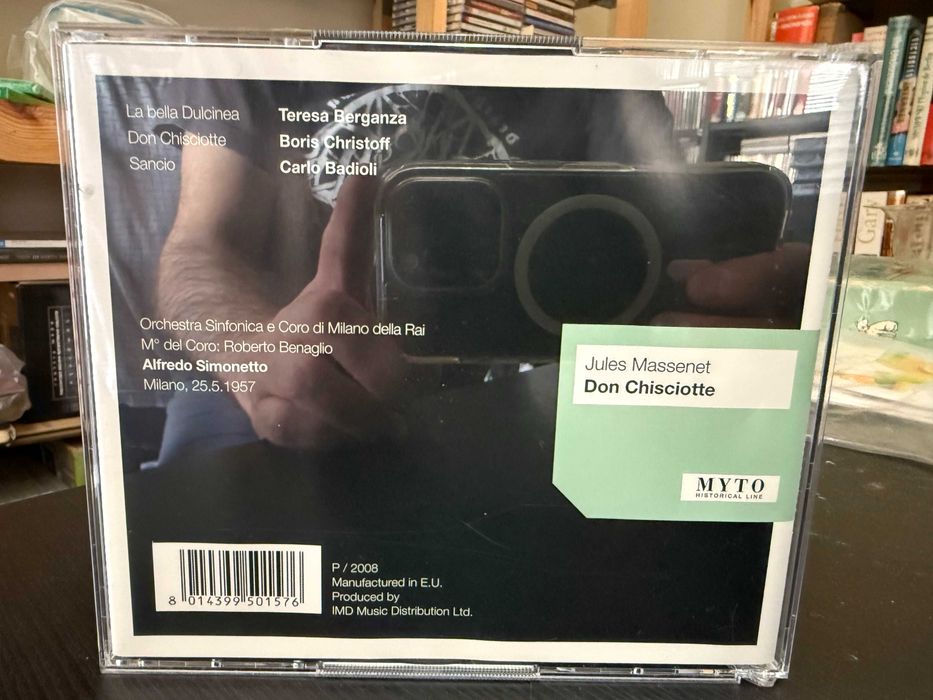 La bella Dulcinea Teresa Berganza
Don Chisciotte Boris Christoff
Sancio Carlo Badioli
Orchestra Sinfonica e Coro di Milano della Rai
M° del Coro: Roberto Benaglio
Alfredo Simonetto
Milano, 25.5.1957
Jules Massenet
Don Chisciotte
MYTO
HISTORICAL LINE
8 014399 501576
P / 2008
Manufactured in E.U.
Produced by
IMD Music Distribution Ltd.